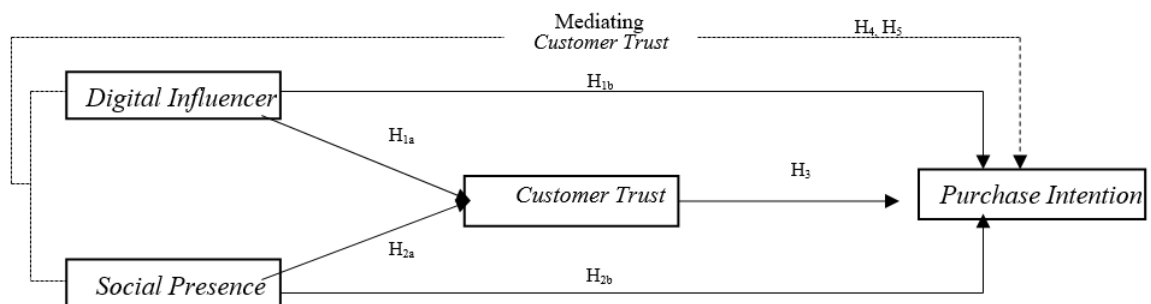 Mediating
Customer Trust
H4, H5
Digital Influencer
H1b
H1a
Customer Trust
H3
Purchase Intention
H2a
Social Presence
H2b